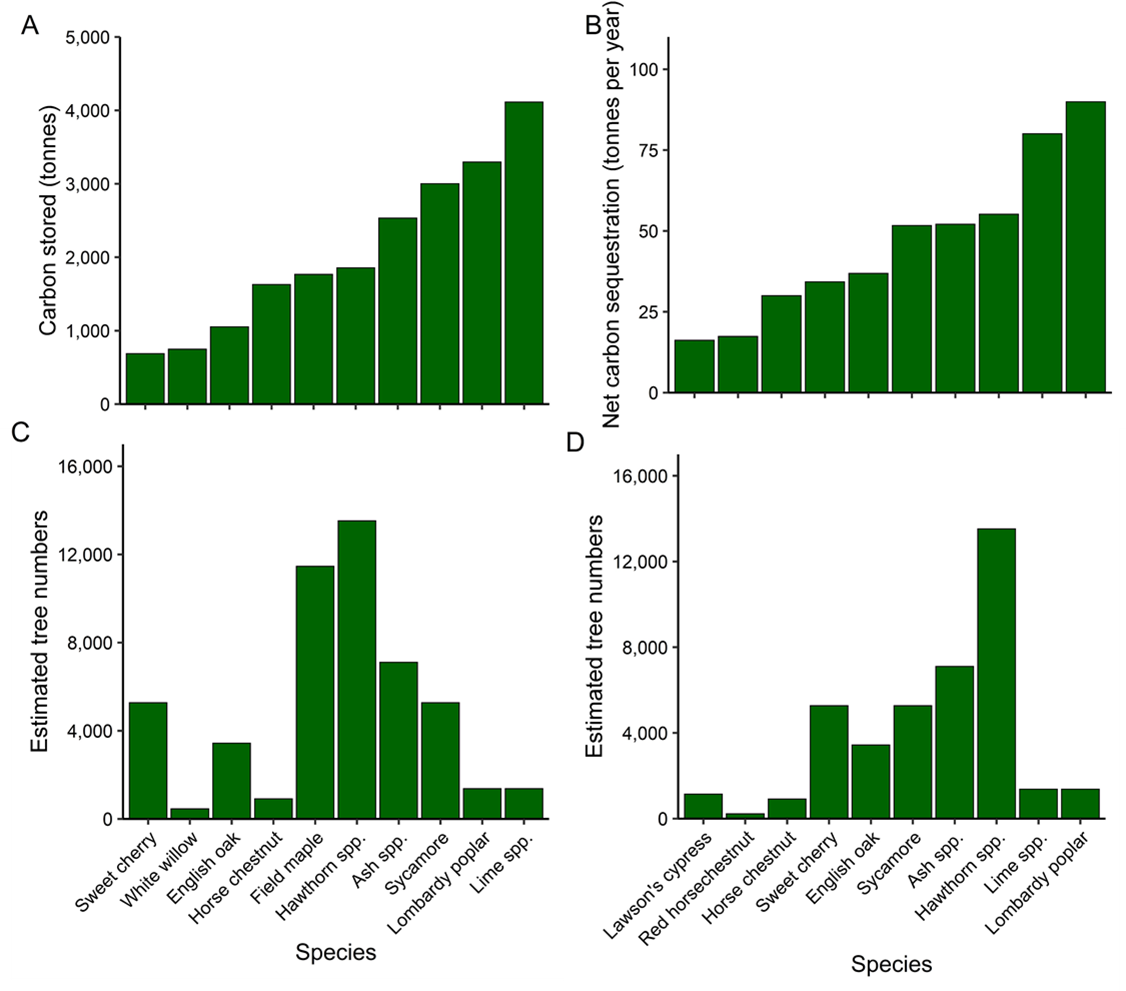 A
Carbon stored (tonnes)
5,000
4,000
3,000
2,000
1,000
0
B
Net carbon sequestration (tonnes per year)
100
75
50
25
0
C
Estimated tree numbers
16,000
12,000
8,000
4,000
0
Sweet cherry
White willow
English oak
Horse chestnut
Field maple
Hawthorn spp.
Ash spp.
Sycamore
Lombardy poplar
Lime spp.
Species
D
Estimated tree numbers
16,000
12,000
8,000
4,000
0
Lawson's cypress
Red horsechestnut
Horse chestnut
Sweet cherry
English oak
Sycamore
Ash spp.
Hawthorn spp.
Lime spp.
Lombardy poplar
Species